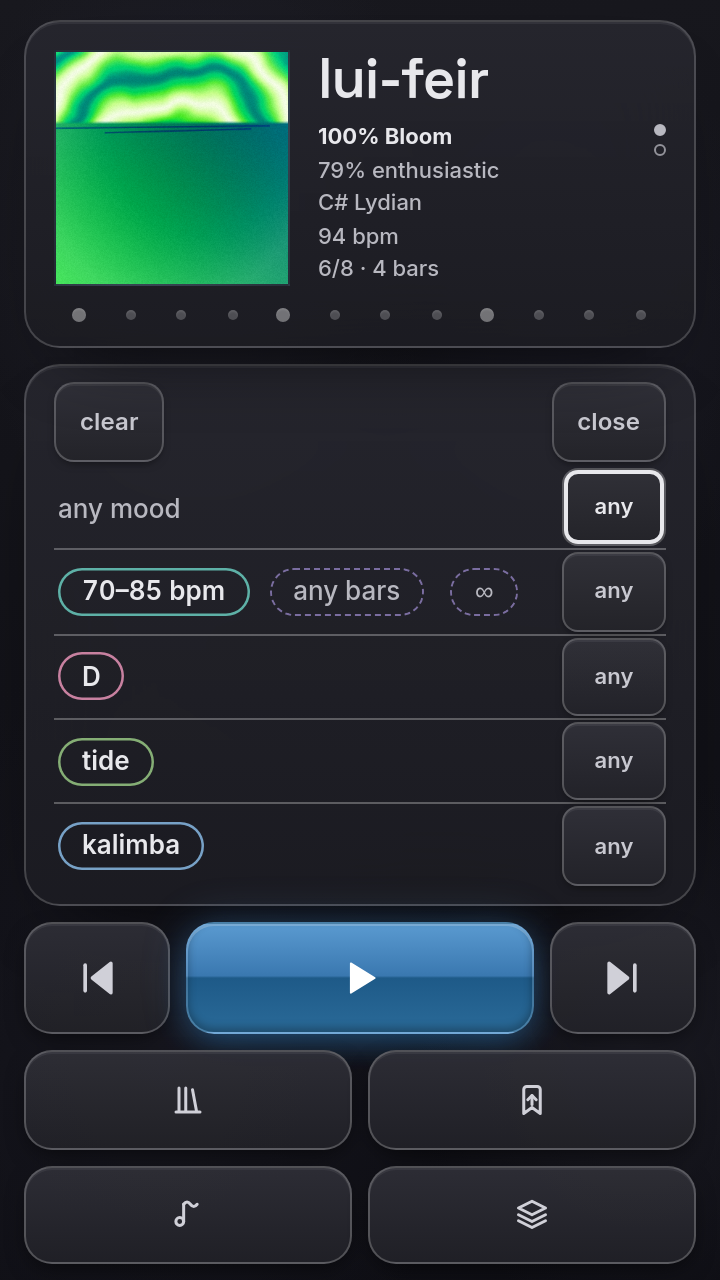 lui-feir
100% Bloom
79% enthusiastic
C# Lydian
94 bpm
6/8 · 4 bars
clear close
any mood any
70–85 bpm any bars ∞ any
D any
tide any
kalimba any